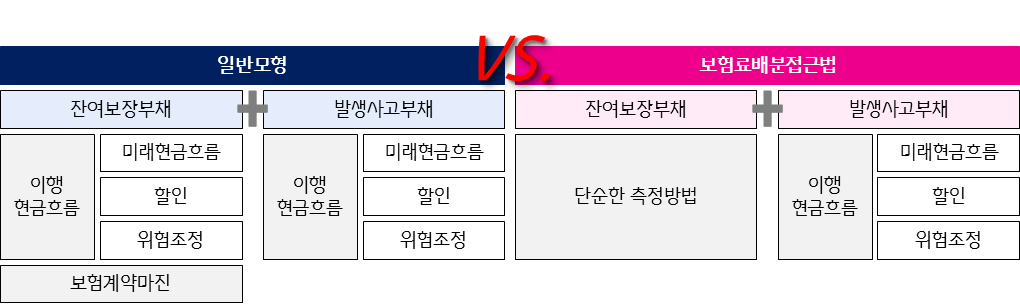 일반모형
VS.
보험료배분접근법
잔여보장부채
발생사고부채
잔여보장부채
발생사고부채
이행
현금흐름
미래현금흐름
할인
위험조정
보험계약마진
이행
현금흐름
미래현금흐름
할인
위험조정
단순한 측정방법
이행
현금흐름
미래현금흐름
할인
위험조정